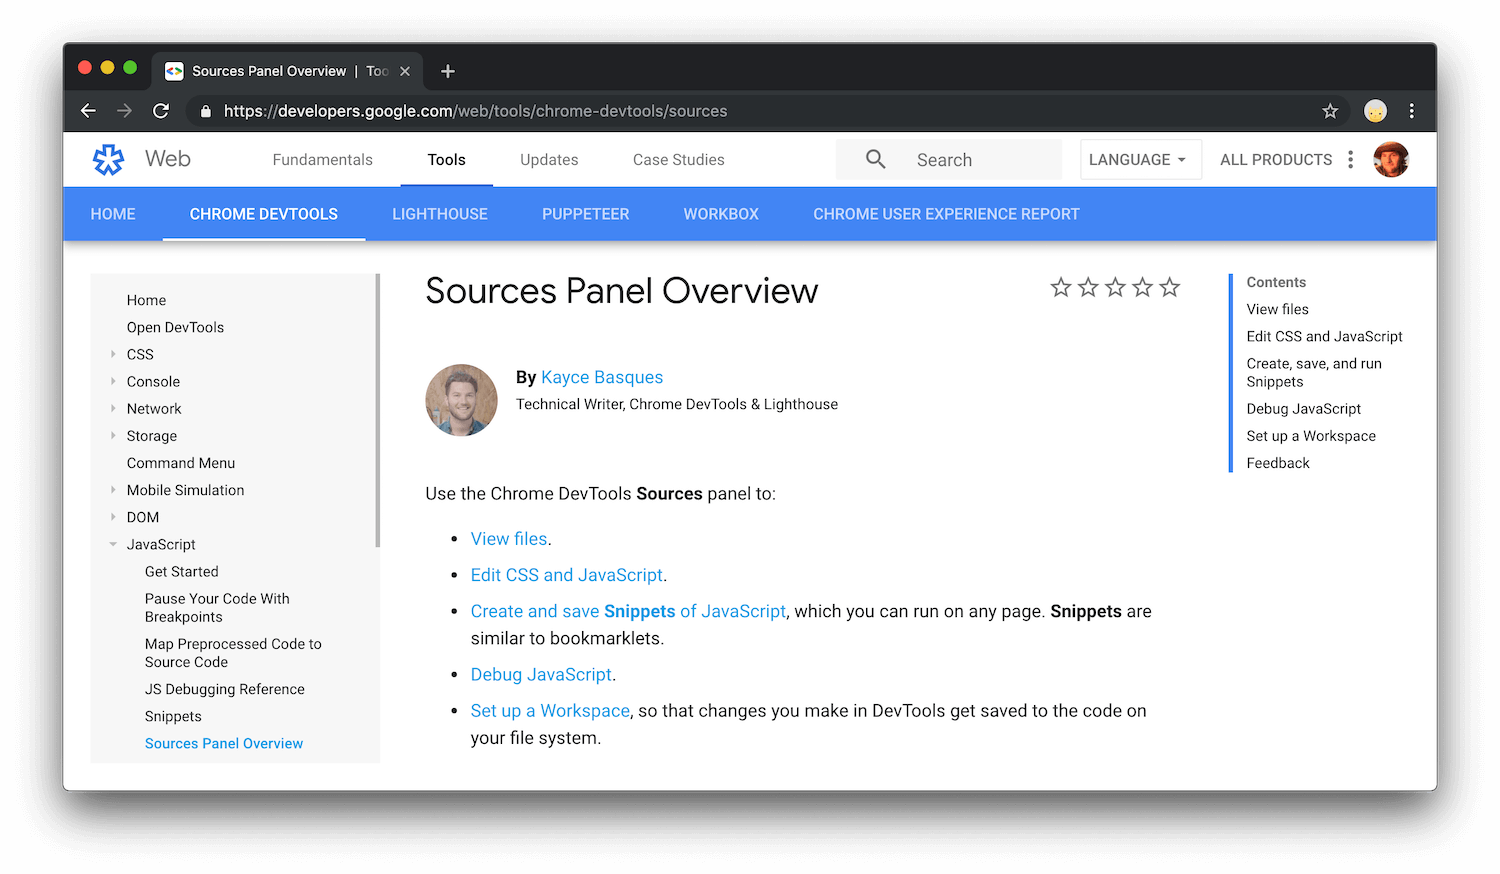 Sources Panel Overview | Too
https://developers.google.com/web/tools/chrome-devtools/sources
Web Fundamentals Tools Updates Case Studies Search LANGUAGE ALL PRODUCTS
HOME CHROME DEVTOOLS LIGHTHOUSE PUPPETEER WORKBOX CHROME USER EXPERIENCE REPORT
Home
Open DevTools
CSS
Console
Network
Storage
Command Menu
Mobile Simulation
DOM
JavaScript
Get Started
Pause Your Code With
Breakpoints
Map Preprocessed Code to
Source Code
JS Debugging Reference
Snippets
Sources Panel Overview
Sources Panel Overview
By Kayce Basques
Technical Writer, Chrome DevTools & Lighthouse
Use the Chrome DevTools Sources panel to:
• View files.
• Edit CSS and JavaScript.
• Create and save Snippets of JavaScript, which you can run on any page. Snippets are
similar to bookmarklets.
• Debug JavaScript.
• Set up a Workspace, so that changes you make in DevTools get saved to the code on
your file system.
Contents
View files
Edit CSS and JavaScript
Create, save, and run
Snippets
Debug JavaScript
Set up a Workspace
Feedback